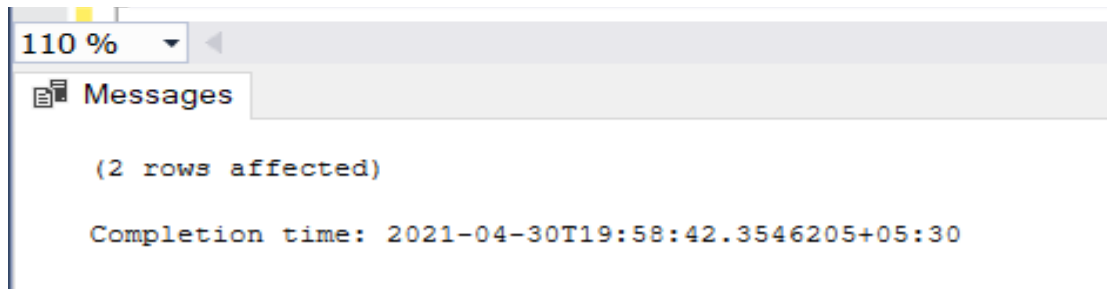 110 %
Messages
(2 rows affected)
Completion time: 2021-04-30T19:58:42.3546205+05:30